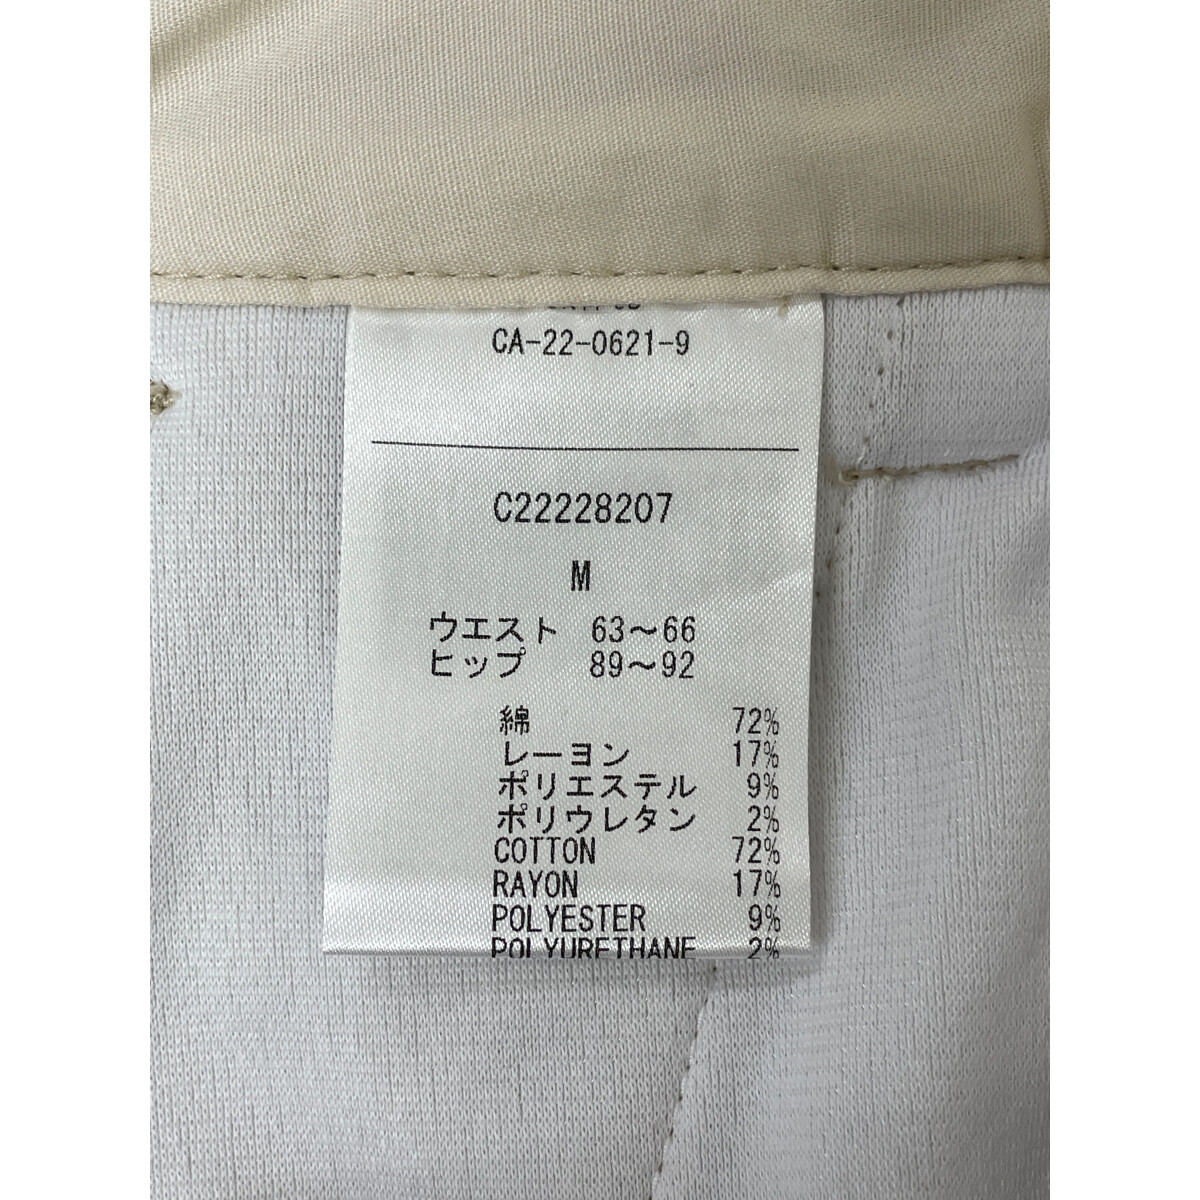 CA-22-0621-9
C22228207
M
ウエスト 63～66
ヒップ 89～92
綿 72%
レーヨン 17%
ポリエステル 9%
ポリウレタン 2%
COTTON 72%
RAYON 17%
POLYESTER 9%
POLYURETHANE 2%